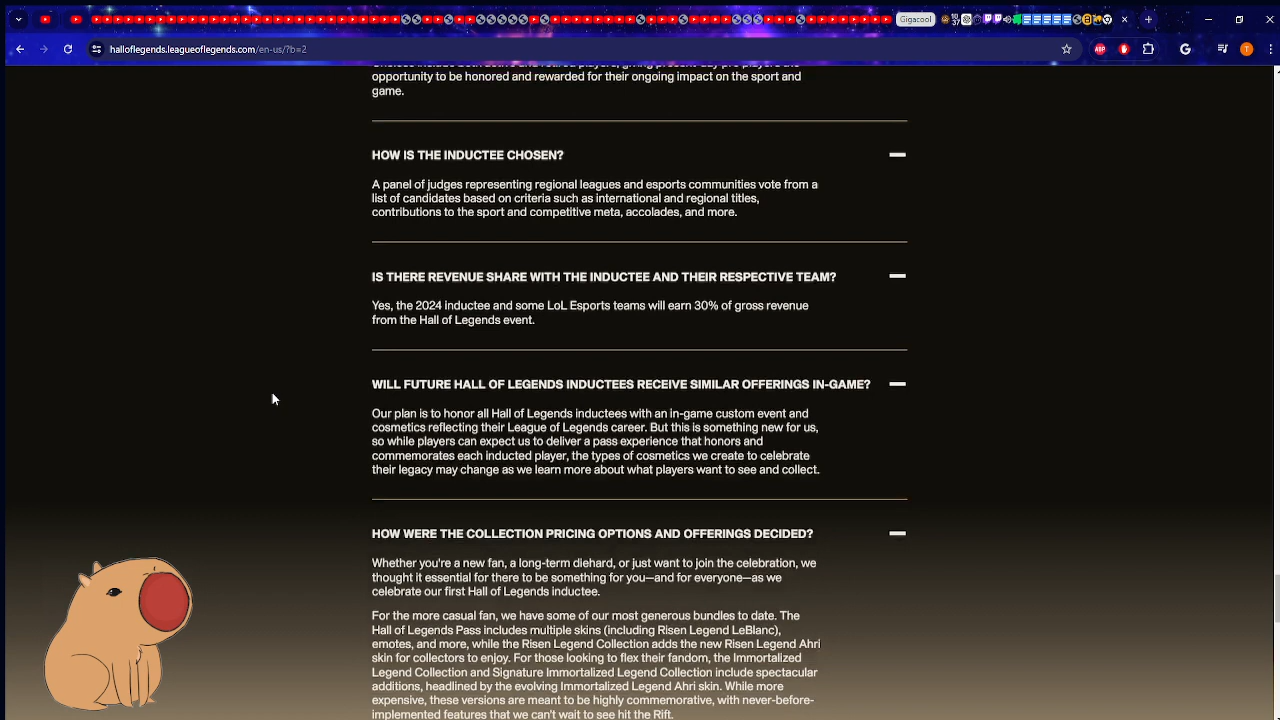 Gigacool
halloflegends.leagueoflegends.com/en-us/?b=2
ABP
T
opportunity to be honored and rewarded for their ongoing impact on the sport and
game.
HOW IS THE INDUCTEE CHOSEN?
A panel of judges representing regional leagues and esports communities vote from a
list of candidates based on criteria such as international and regional titles,
contributions to the sport and competitive meta, accolades, and more.
IS THERE REVENUE SHARE WITH THE INDUCTEE AND THEIR RESPECTIVE TEAM?
Yes, the 2024 inductee and some LoL Esports teams will earn 30% of gross revenue
from the Hall of Legends event.
WILL FUTURE HALL OF LEGENDS INDUCTEES RECEIVE SIMILAR OFFERINGS IN-GAME?
Our plan is to honor all Hall of Legends inductees with an in-game custom event and
cosmetics reflecting their League of Legends career. But this is something new for us,
so while players can expect us to deliver a pass experience that honors and
commemorates each inducted player, the types of cosmetics we create to celebrate
their legacy may change as we learn more about what players want to see and collect.
HOW WERE THE COLLECTION PRICING OPTIONS AND OFFERINGS DECIDED?
Whether you're a new fan, a long-term diehard, or just want to join the celebration, we
thought it essential for there to be something for you—and for everyone—as we
celebrate our first Hall of Legends inductee.
For the more casual fan, we have some of our most generous bundles to date. The
Hall of Legends Pass includes multiple skins (including Risen Legend LeBlanc),
emotes, and more, while the Risen Legend Collection adds the new Risen Legend Ahri
skin for collectors to enjoy. For those looking to flex their fandom, the Immortalized
Legend Collection and Signature Immortalized Legend Collection include spectacular
additions, headlined by the evolving Immortalized Legend Ahri skin. While more
expensive, these versions are meant to be highly commemorative, with never-before-
implemented features that we can't wait to see hit the Rift.